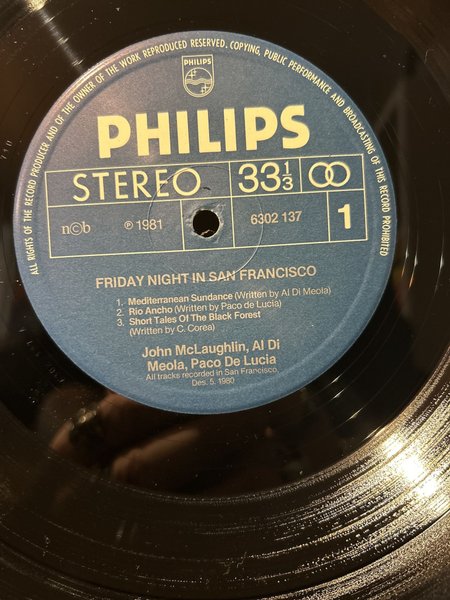 ALL RIGHTS OF THE RECORD PRODUCER AND OF THE OWNER OF THE WORK REPRODUCED RESERVED. COPYING, PUBLIC PERFORMANCE AND BROADCASTING OF THIS RECORD PROHIBITED
PHILIPS
PHILIPS
STEREO 33 1/3
n©b ℗ 1981 6302 137 1
FRIDAY NIGHT IN SAN FRANCISCO
1. Mediterranean Sundance (Written by Al Di Meola)
2. Rio Ancho (Written by Paco de Lucia)
3. Short Tales Of The Black Forest
(Written by C. Corea)
John McLaughlin, Al Di
Meola, Paco De Lucia
All tracks recorded in San Francisco,
Des. 5. 1980